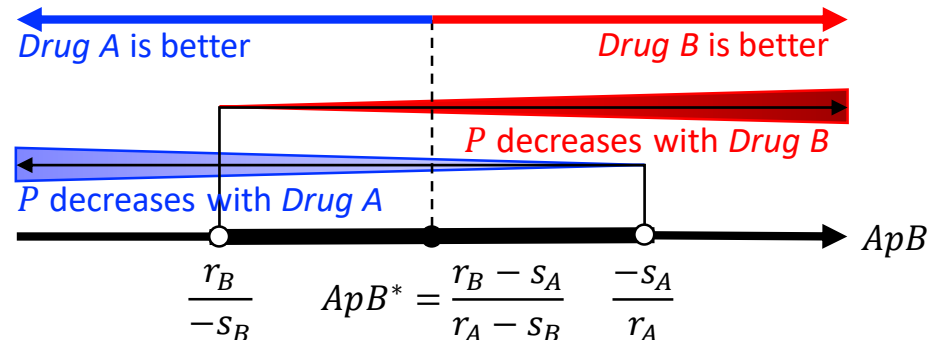 Drug A is better Drug B is better
P decreases with Drug B
P decreases with Drug A
ApB
r_B / -s_B ApB* = (r_B - s_A) / (r_A - s_B) -s_A / r_A